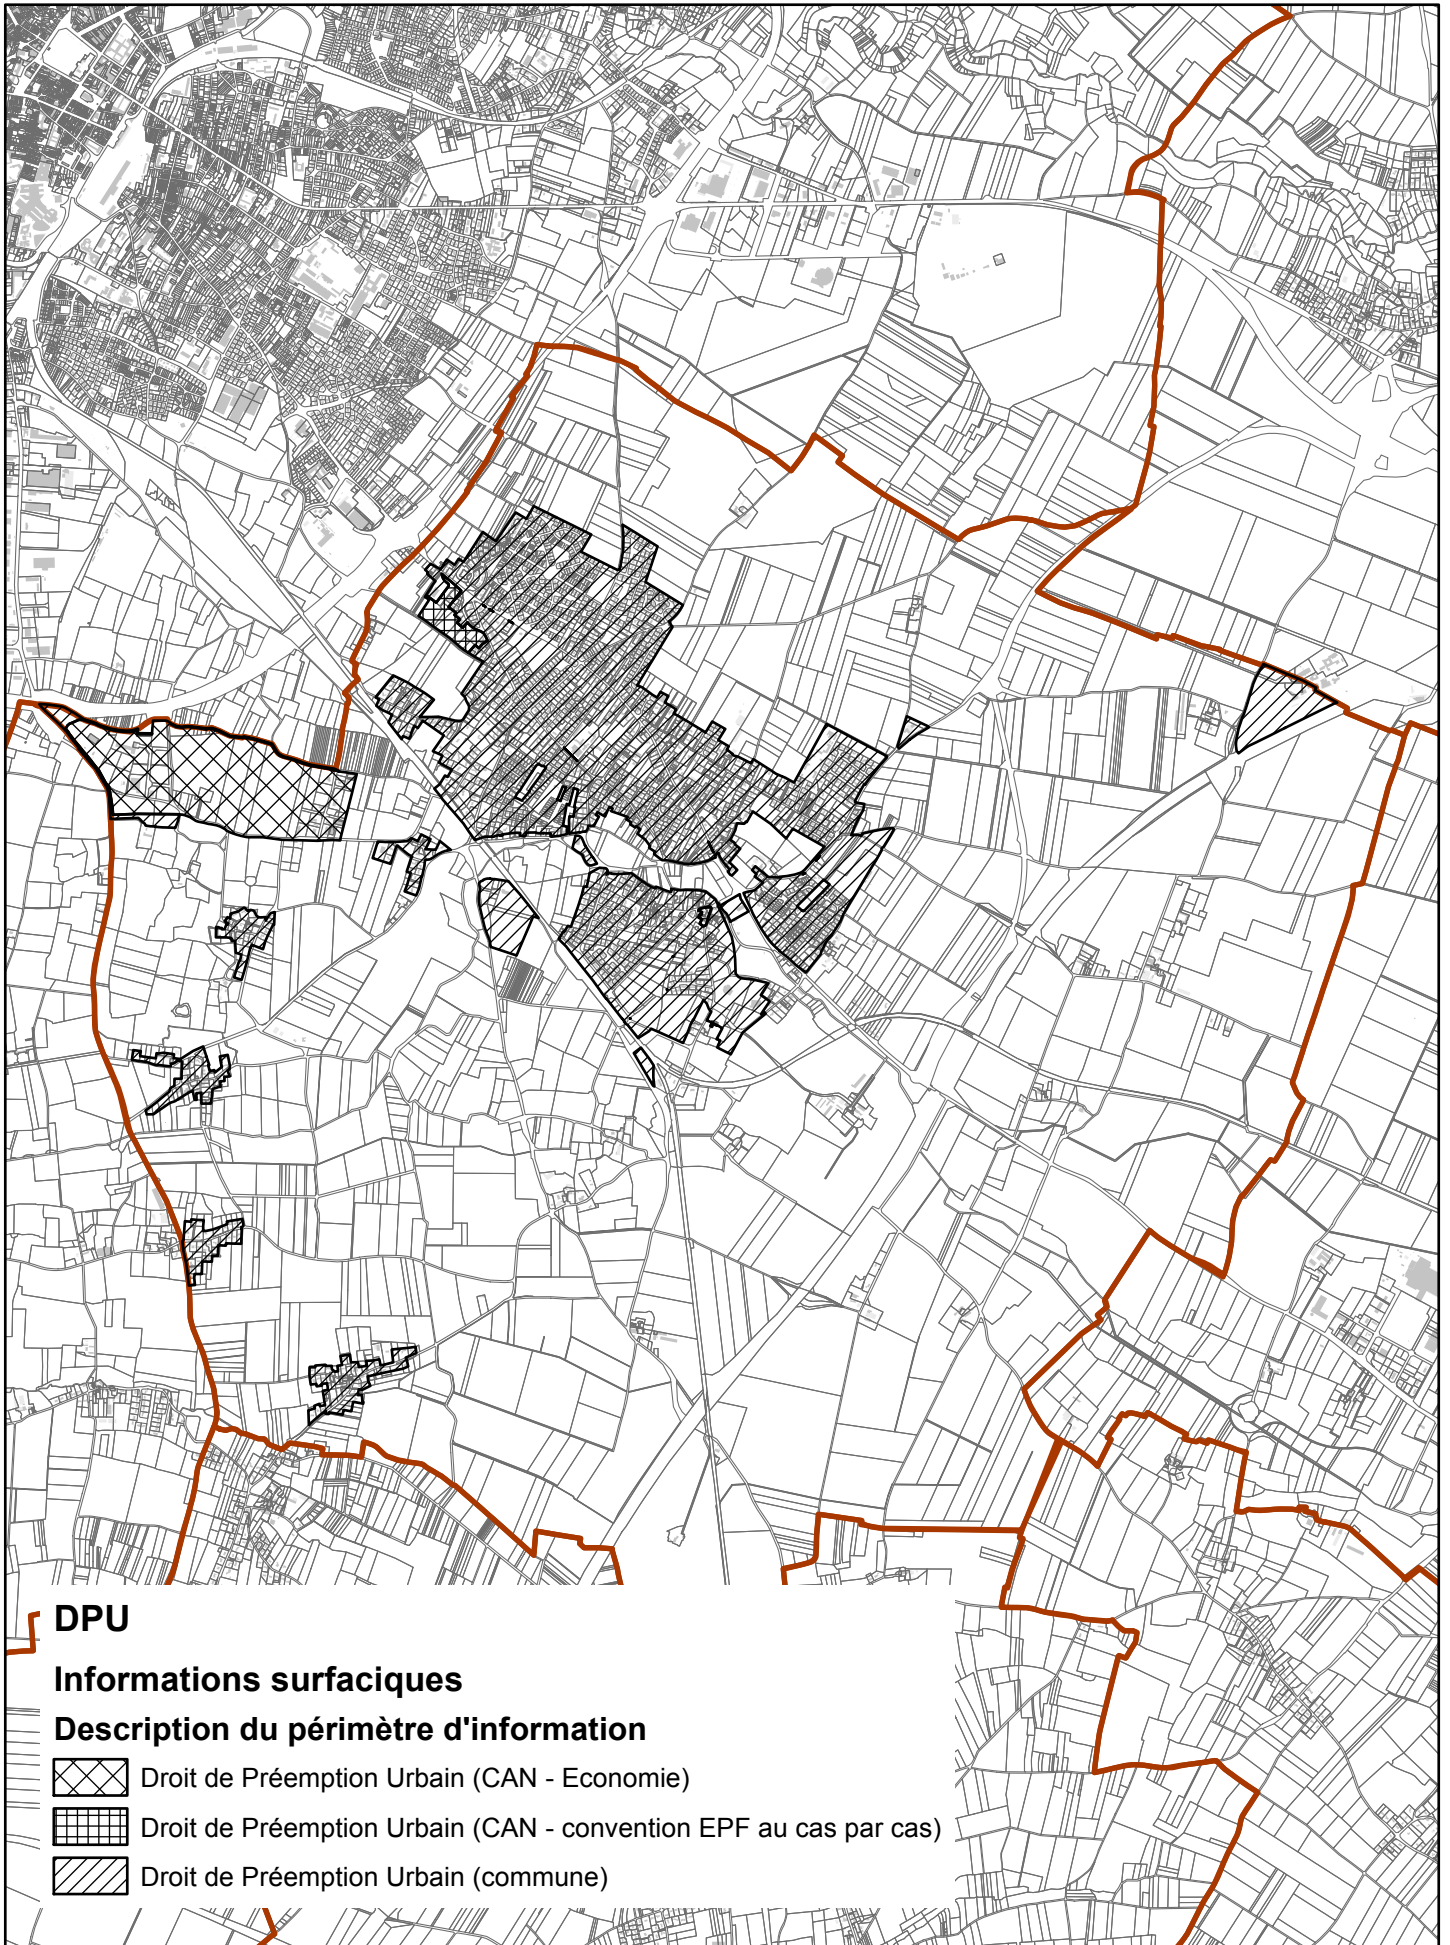 DPU
Informations surfaciques
Description du périmètre d'information
Droit de Préemption Urbain (CAN - Economie)
Droit de Préemption Urbain (CAN - convention EPF au cas par cas)
Droit de Préemption Urbain (commune)